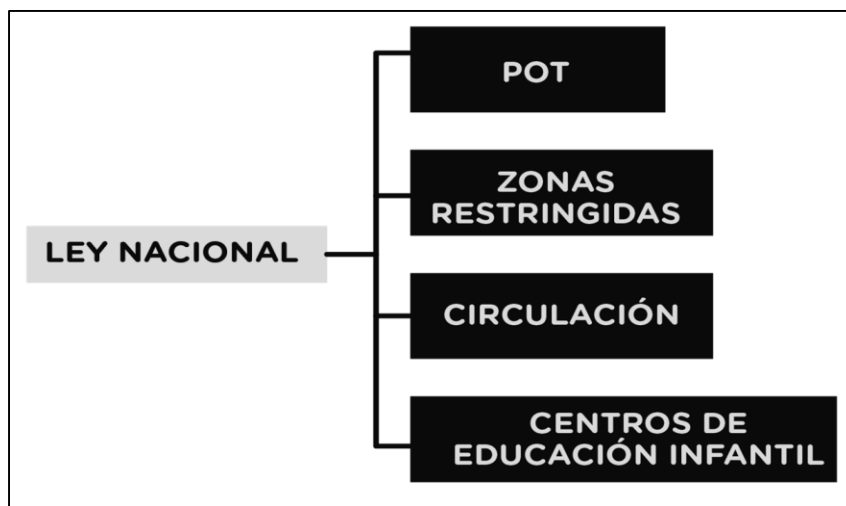 POT
ZONAS
RESTRINGIDAS
LEY NACIONAL
CIRCULACIÓN
CENTROS DE
EDUCACIÓN INFANTIL